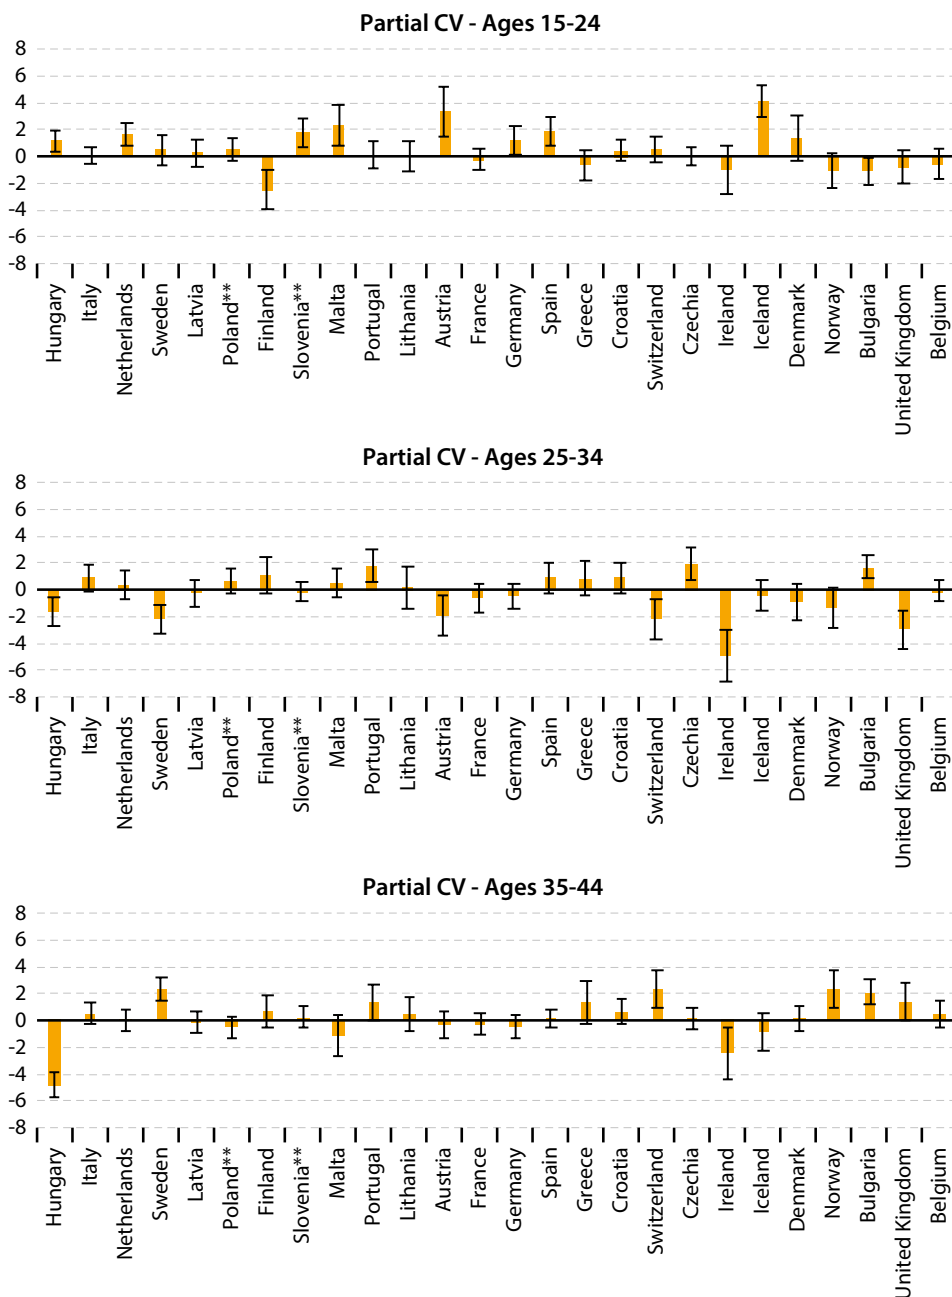 Partial CV - Ages 15-24
8
6
4
2
0
-2
-4
-6
-8
Hungary
Italy
Netherlands
Sweden
Latvia
Poland**
Finland
Slovenia**
Malta
Portugal
Lithania
Austria
France
Germany
Spain
Greece
Croatia
Switzerland
Czechia
Ireland
Iceland
Denmark
Norway
Bulgaria
United Kingdom
Belgium
Partial CV - Ages 25-34
8
6
4
2
0
-2
-4
-6
-8
Hungary
Italy
Netherlands
Sweden
Latvia
Poland**
Finland
Slovenia**
Malta
Portugal
Lithania
Austria
France
Germany
Spain
Greece
Croatia
Switzerland
Czechia
Ireland
Iceland
Denmark
Norway
Bulgaria
United Kingdom
Belgium
Partial CV - Ages 35-44
8
6
4
2
0
-2
-4
-6
-8
Hungary
Italy
Netherlands
Sweden
Latvia
Poland**
Finland
Slovenia**
Malta
Portugal
Lithania
Austria
France
Germany
Spain
Greece
Croatia
Switzerland
Czechia
Ireland
Iceland
Denmark
Norway
Bulgaria
United Kingdom
Belgium